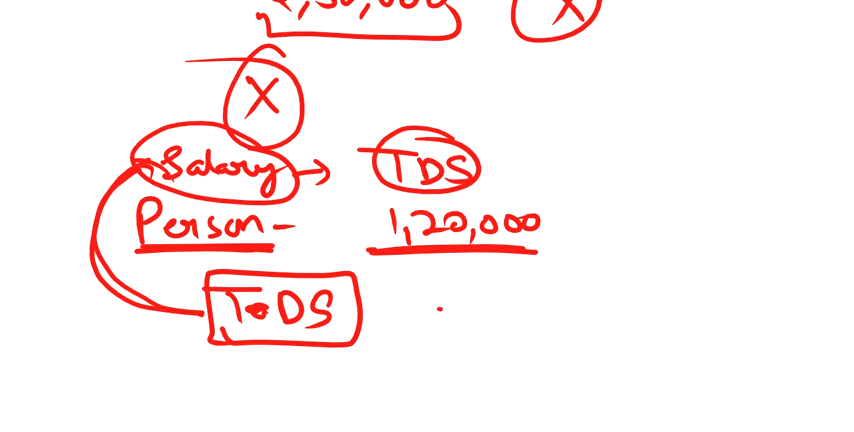 X
X
Salary → TDS
Person - 1,20,000
TDS